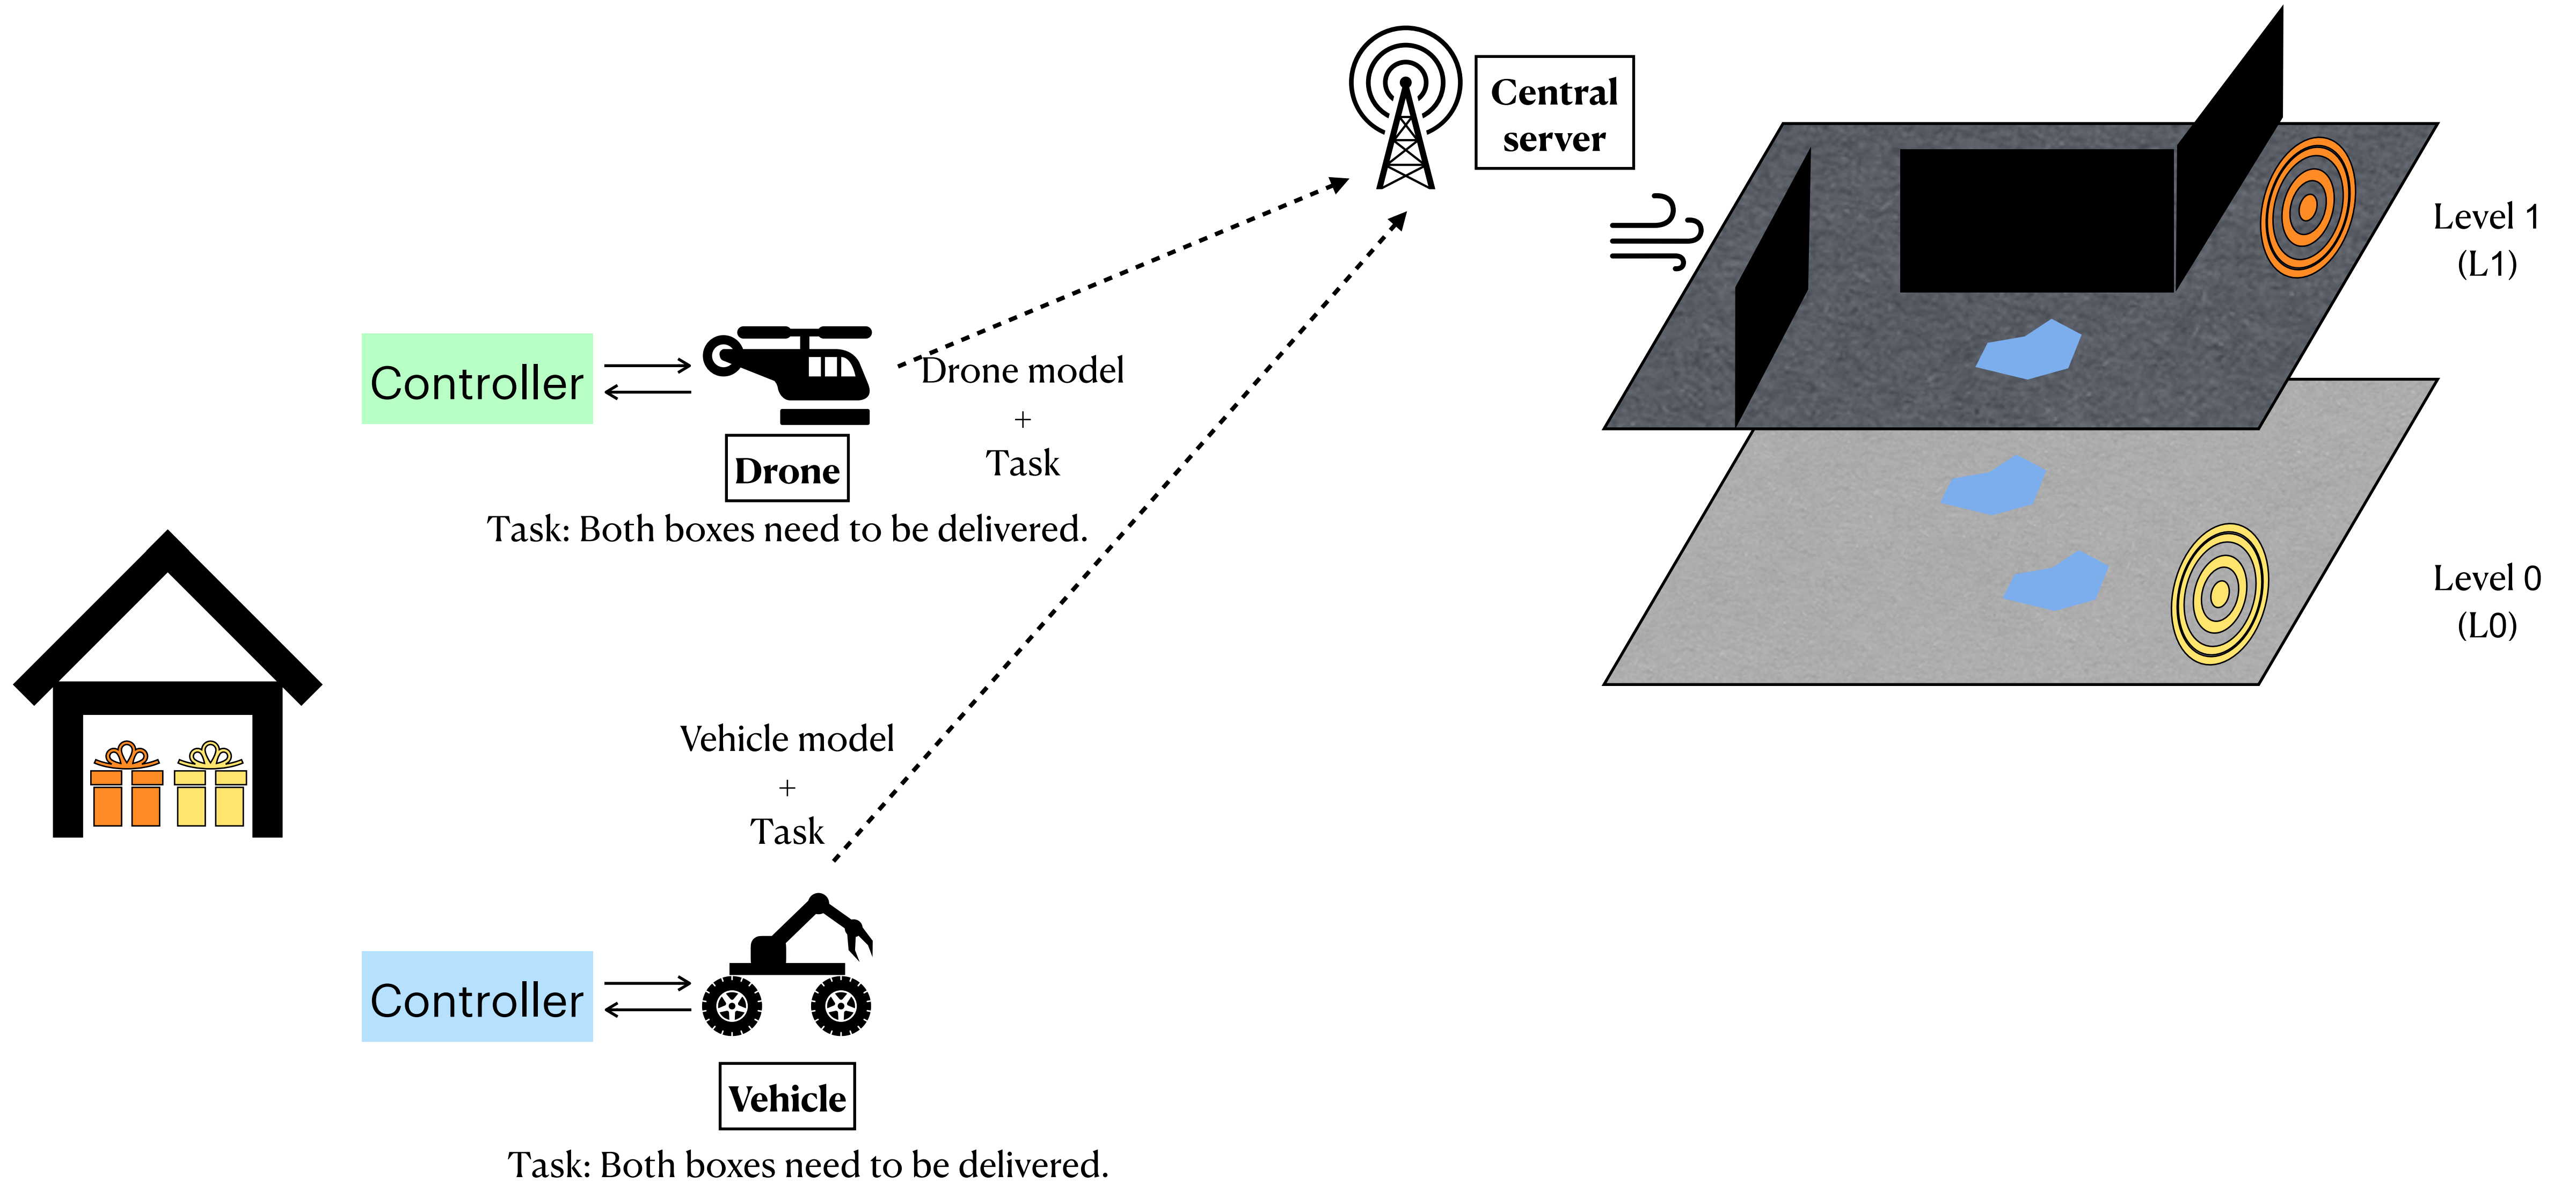 Central
server
Level 1
(L1)
Controller
Drone model
+
Task
Drone
Task: Both boxes need to be delivered.
Level 0
(L0)
Vehicle model
+
Task
Controller
Vehicle
Task: Both boxes need to be delivered.